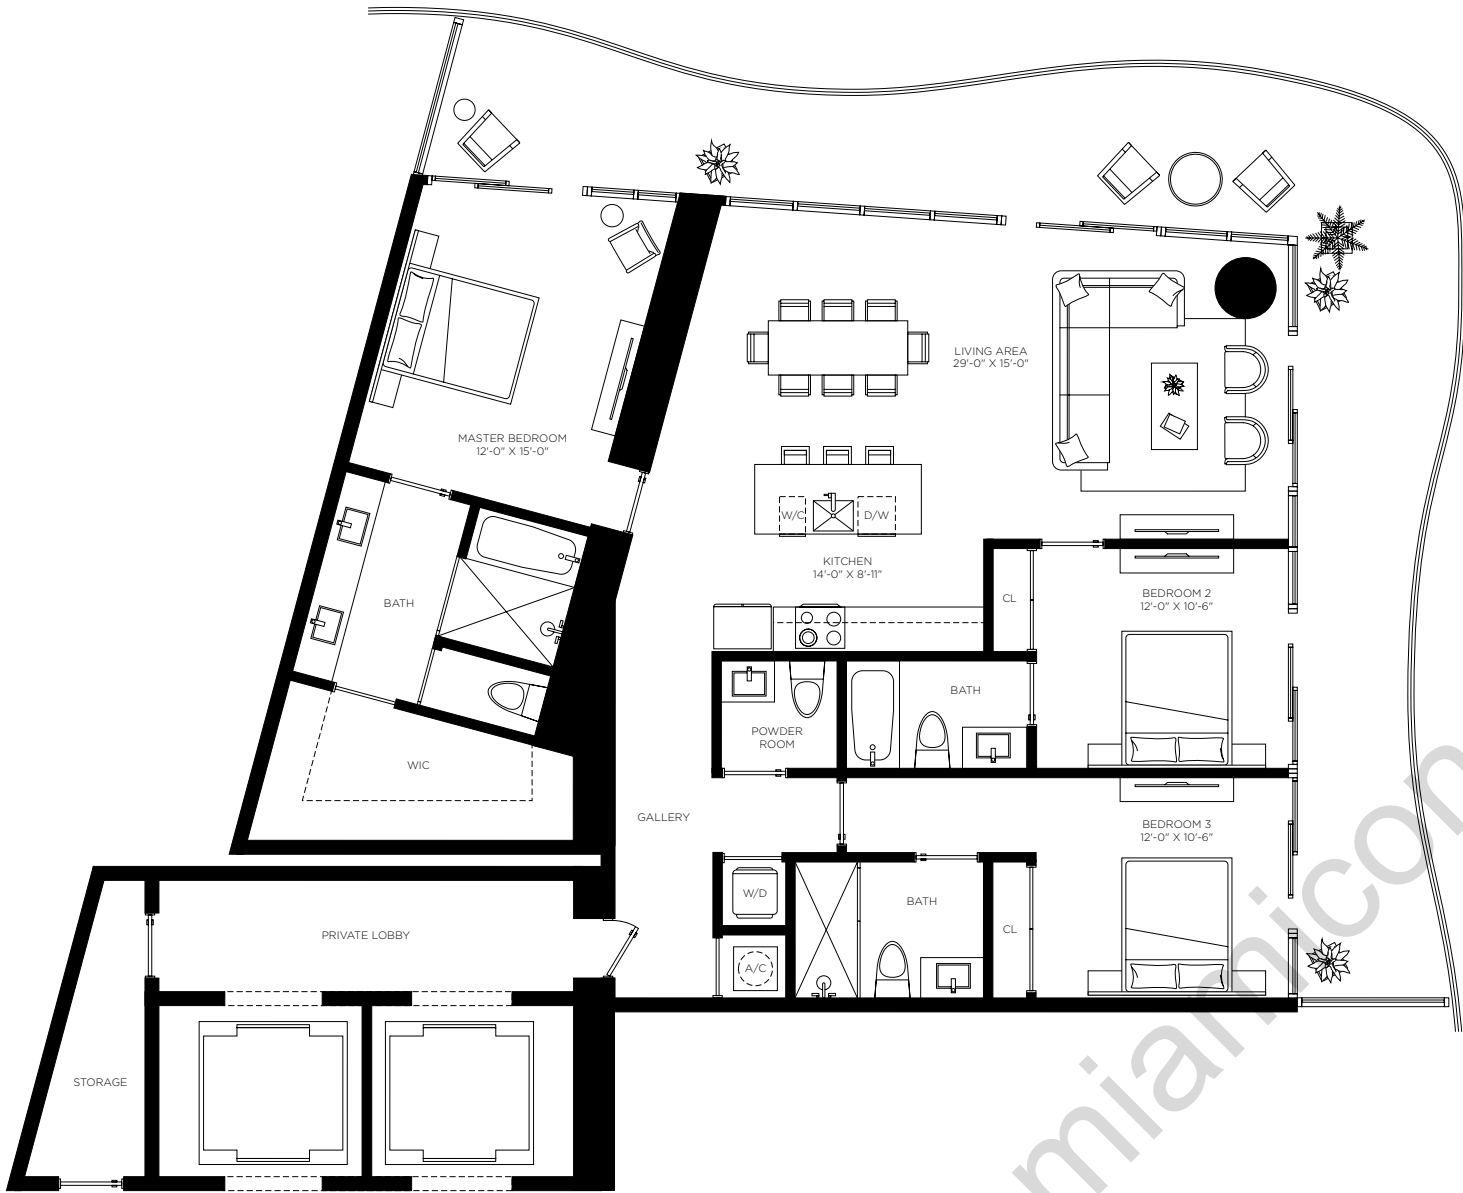 LIVING AREA
29'-0" X 15'-0"
MASTER BEDROOM
12'-0" X 15'-0"
W/C
D/W
KITCHEN
14'-0" X 8'-11"
CL
BEDROOM 2
12'-0" X 10'-6"
BATH
BATH
POWDER
ROOM
WIC
GALLERY
BEDROOM 3
12'-0" X 10'-6"
W/D
BATH
CL
PRIVATE LOBBY
A/C
STORAGE
miamicon